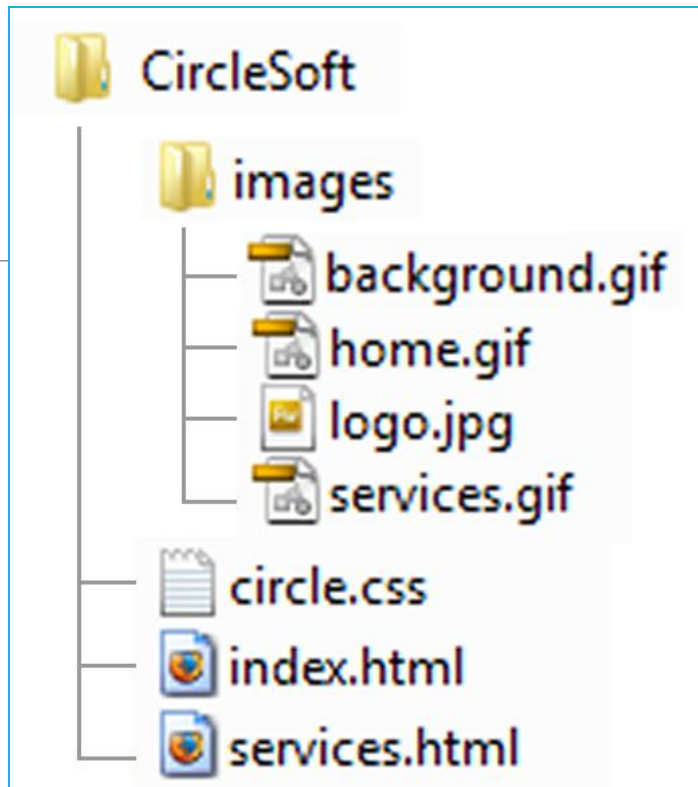 CircleSoft
images
background.gif
home.gif
logo.jpg
services.gif
circle.css
index.html
services.html